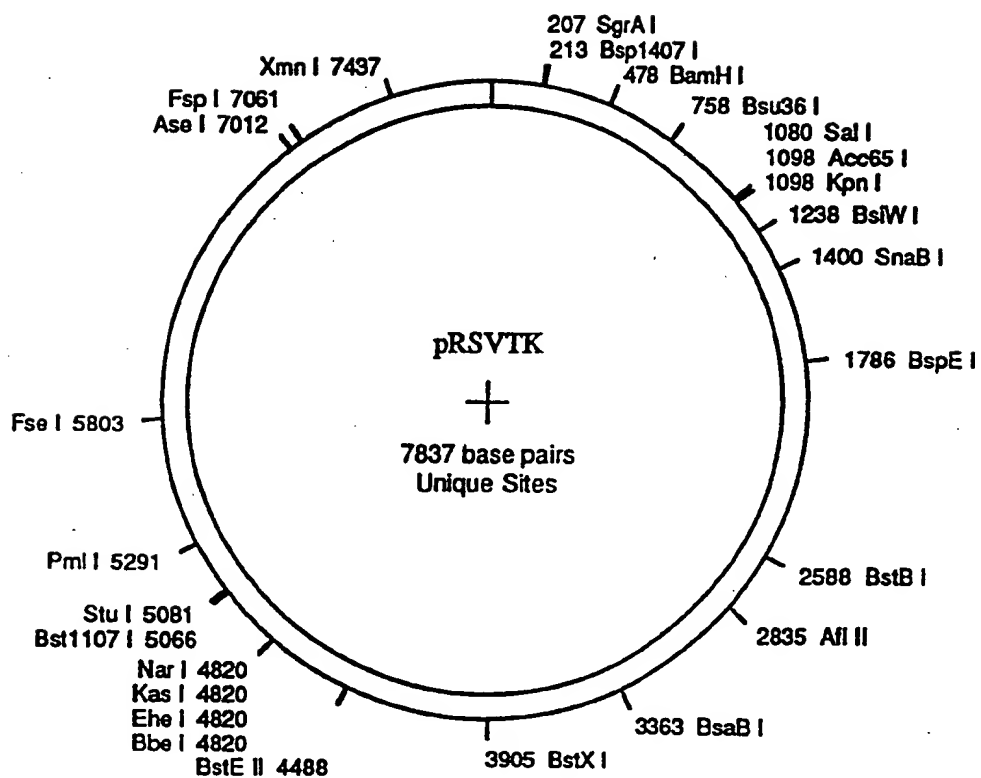 207 SgrA I
213 Bsp1407 I
478 BamH I
758 Bsu36 I
1080 Sal I
1098 Acc65 I
1098 Kpn I
1238 BsiW I
1400 SnaB I
1786 BspE I
2588 BstB I
2835 Afl II
3363 BsaB I
3905 BstX I
BstE II 4488
Bbe I 4820
Ehe I 4820
Kas I 4820
Nar I 4820
Bst1107 I 5066
Stu I 5081
Pml I 5291
Fse I 5803
Ase I 7012
Fsp I 7061
Xmn I 7437
pRSVTK
7837 base pairs
Unique Sites